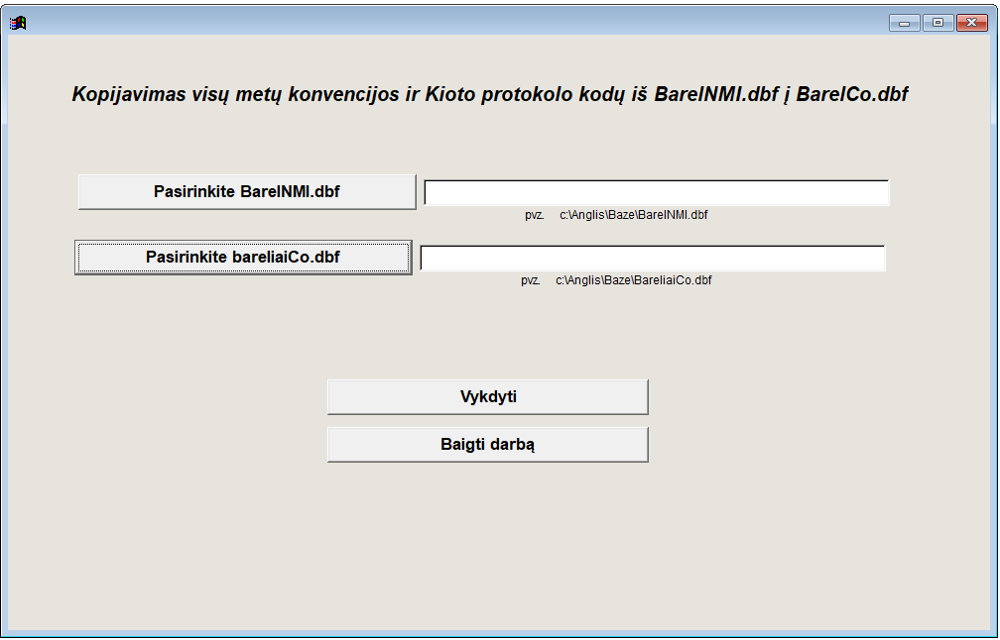 Kopijavimas visų metų konvencijos ir Kioto protokolo kodų iš BarelNMI.dbf į BarelCo.dbf
Pasirinkite BarelNMI.dbf
pvz. c:\Anglis\Baze\BarelNMI.dbf
Pasirinkite bareliaiCo.dbf
pvz. c:\Anglis\Baze\BareliaiCo.dbf
Vykdyti
Baigti darbą